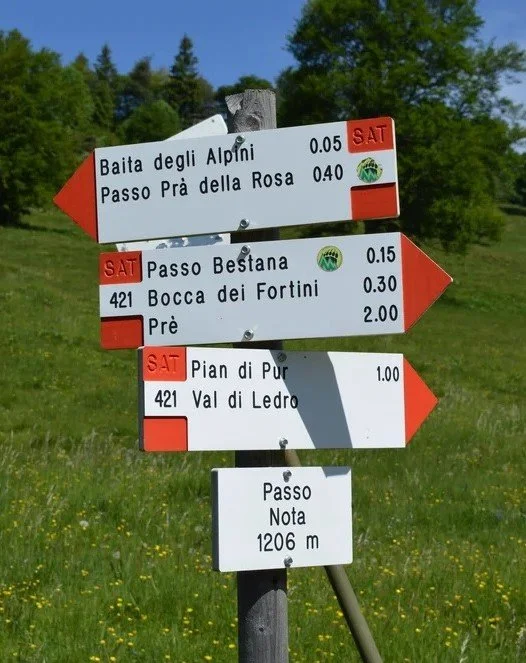 Baita degli Alpini 0.05 SAT
Passo Prà della Rosa 0.40
SAT Passo Bestana 0.15
421 Bocca dei Fortini 0.30
Prè 2.00
SAT Pian di Pur 1.00
421 Val di Ledro
Passo
Nota
1206 m